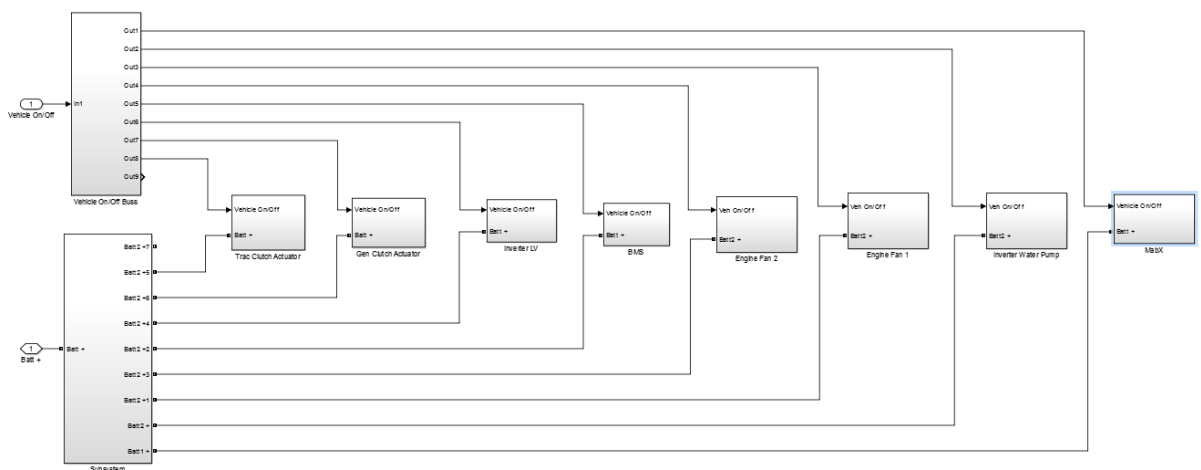 Out1
Out2
Out3
Out4
Out5
Out6
Out7
Out8
Out9
1
In1
Vehicle On/Off
Vehicle On/Off Buss
Vehicle On/Off
Batt +
Trac Clutch Actuator
Vehicle On/Off
Batt +
Gen Clutch Actuator
Vehicle On/Off
Batt +
Inverter LV
Vehicle On/Off
Batt +
BMS
Veh On/Off
Batt2 +
Engine Fan 2
Veh On/Off
Batt2 +
Engine Fan 1
Veh On/Off
Batt2 +
Inverter Water Pump
Vehicle On/Off
Batt +
MabX
Batt2 +7
Batt2 +5
Batt2 +6
Batt2 +4
Batt2 +2
Batt2 +3
Batt2 +1
Batt2 +
Batt1 +
1
Batt +
Batt +
Subsystem